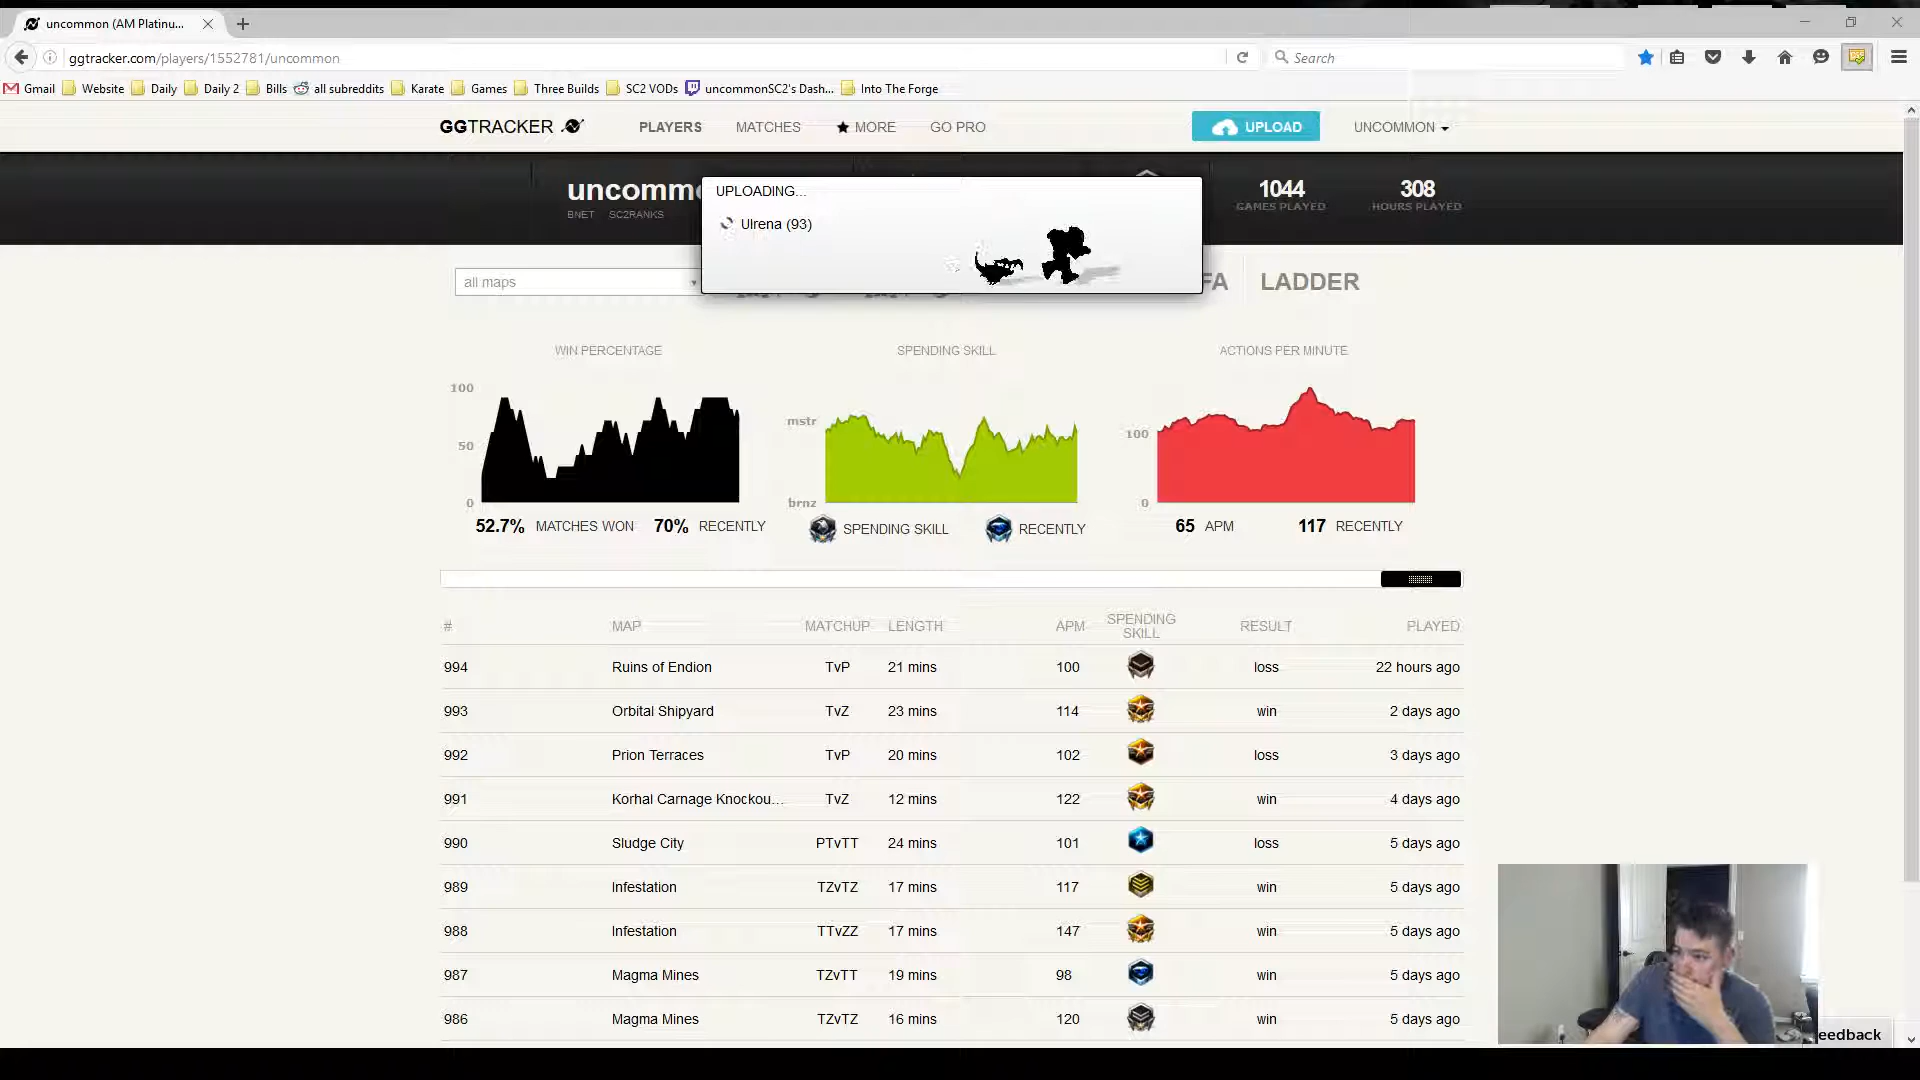 uncommon (AM Platinu...
ggtracker.com/players/1552781/uncommon
Search
Gmail Website Daily Daily 2 Bills all subreddits Karate Games Three Builds SC2 VODs uncommonSC2's Dash... Into The Forge
GGTRACKER PLAYERS MATCHES MORE GO PRO UPLOAD UNCOMMON
uncommo 1044 308
BNET SC2RANKS GAMES PLAYED HOURS PLAYED
UPLOADING...
Ulrena (93)
all maps FA LADDER
WIN PERCENTAGE SPENDING SKILL ACTIONS PER MINUTE
100
50
0
mstr
brnz
100
0
52.7% MATCHES WON 70% RECENTLY SPENDING SKILL RECENTLY 65 APM 117 RECENTLY
# MAP MATCHUP LENGTH APM SPENDING SKILL RESULT PLAYED
994 Ruins of Endion TvP 21 mins 100 loss 22 hours ago
993 Orbital Shipyard TvZ 23 mins 114 win 2 days ago
992 Prion Terraces TvP 20 mins 102 loss 3 days ago
991 Korhal Carnage Knockou... TvZ 12 mins 122 win 4 days ago
990 Sludge City PTvTT 24 mins 101 loss 5 days ago
989 Infestation TZvTZ 17 mins 117 win 5 days ago
988 Infestation TTvZZ 17 mins 147 win 5 days ago
987 Magma Mines TZvTT 19 mins 98 win 5 days ago
986 Magma Mines TZvTZ 16 mins 120 win 5 days ago
eedback